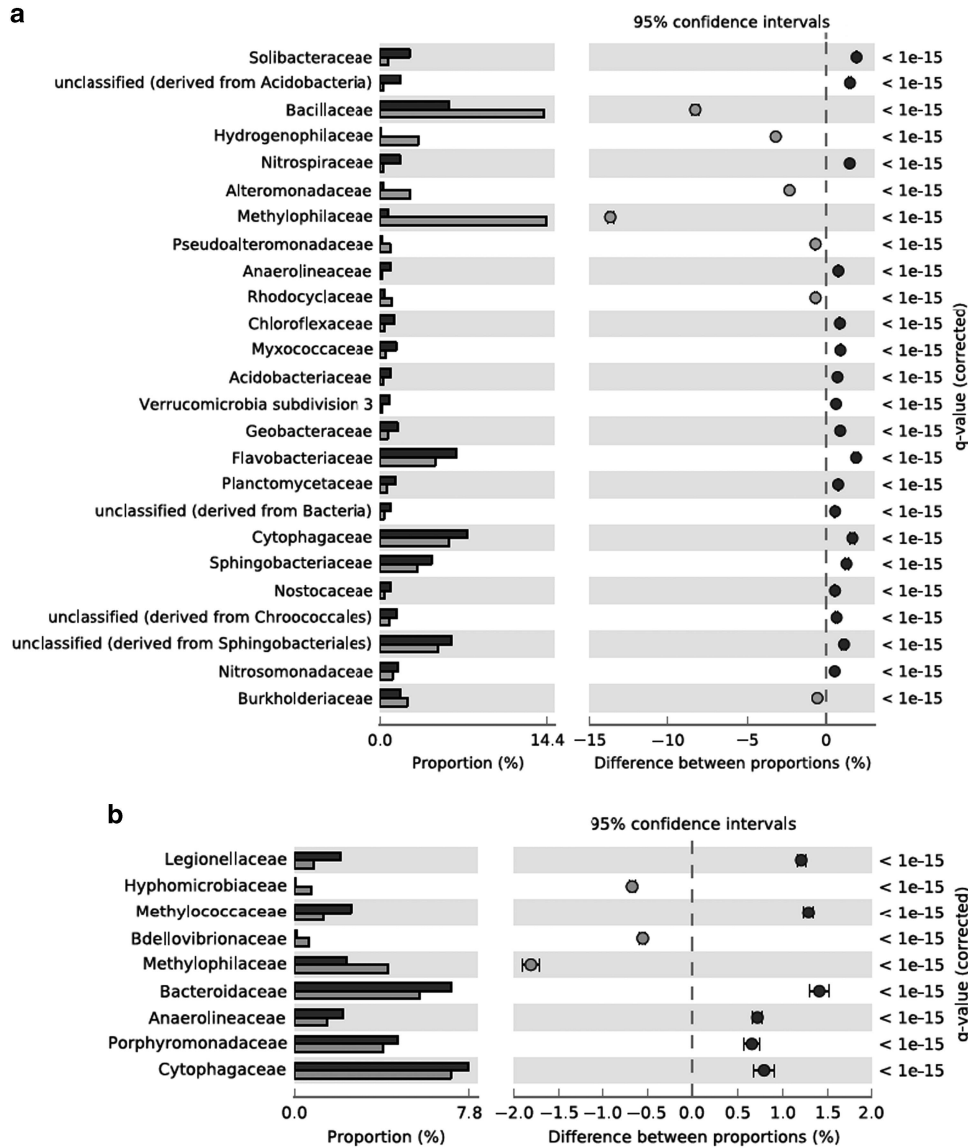 a
95% confidence intervals
Solibacteraceae < 1e-15
unclassified (derived from Acidobacteria) < 1e-15
Bacillaceae < 1e-15
Hydrogenophilaceae < 1e-15
Nitrospiraceae < 1e-15
Alteromonadaceae < 1e-15
Methylophilaceae < 1e-15
Pseudoalteromonadaceae < 1e-15
Anaerolineaceae < 1e-15
Rhodocyclaceae < 1e-15
Chloroflexaceae < 1e-15
Myxococcaceae < 1e-15
Acidobacteriaceae < 1e-15
Verrucomicrobia subdivision 3 < 1e-15
Geobacteraceae < 1e-15
Flavobacteriaceae < 1e-15
Planctomycetaceae < 1e-15
unclassified (derived from Bacteria) < 1e-15
Cytophagaceae < 1e-15
Sphingobacteriaceae < 1e-15
Nostocaceae < 1e-15
unclassified (derived from Chroococcales) < 1e-15
unclassified (derived from Sphingobacteriales) < 1e-15
Nitrosomonadaceae < 1e-15
Burkholderiaceae < 1e-15
q-value (corrected)
0.0 14.4 −15 −10 −5 0
Proportion (%) Difference between proportions (%)
b
95% confidence intervals
Legionellaceae < 1e-15
Hyphomicrobiaceae < 1e-15
Methylococcaceae < 1e-15
Bdellovibrionaceae < 1e-15
Methylophilaceae < 1e-15
Bacteroidaceae < 1e-15
Anaerolineaceae < 1e-15
Porphyromonadaceae < 1e-15
Cytophagaceae < 1e-15
q-value (corrected)
0.0 7.8 −2.0 −1.5 −1.0 −0.5 0.0 0.5 1.0 1.5 2.0
Proportion (%) Difference between proportions (%)